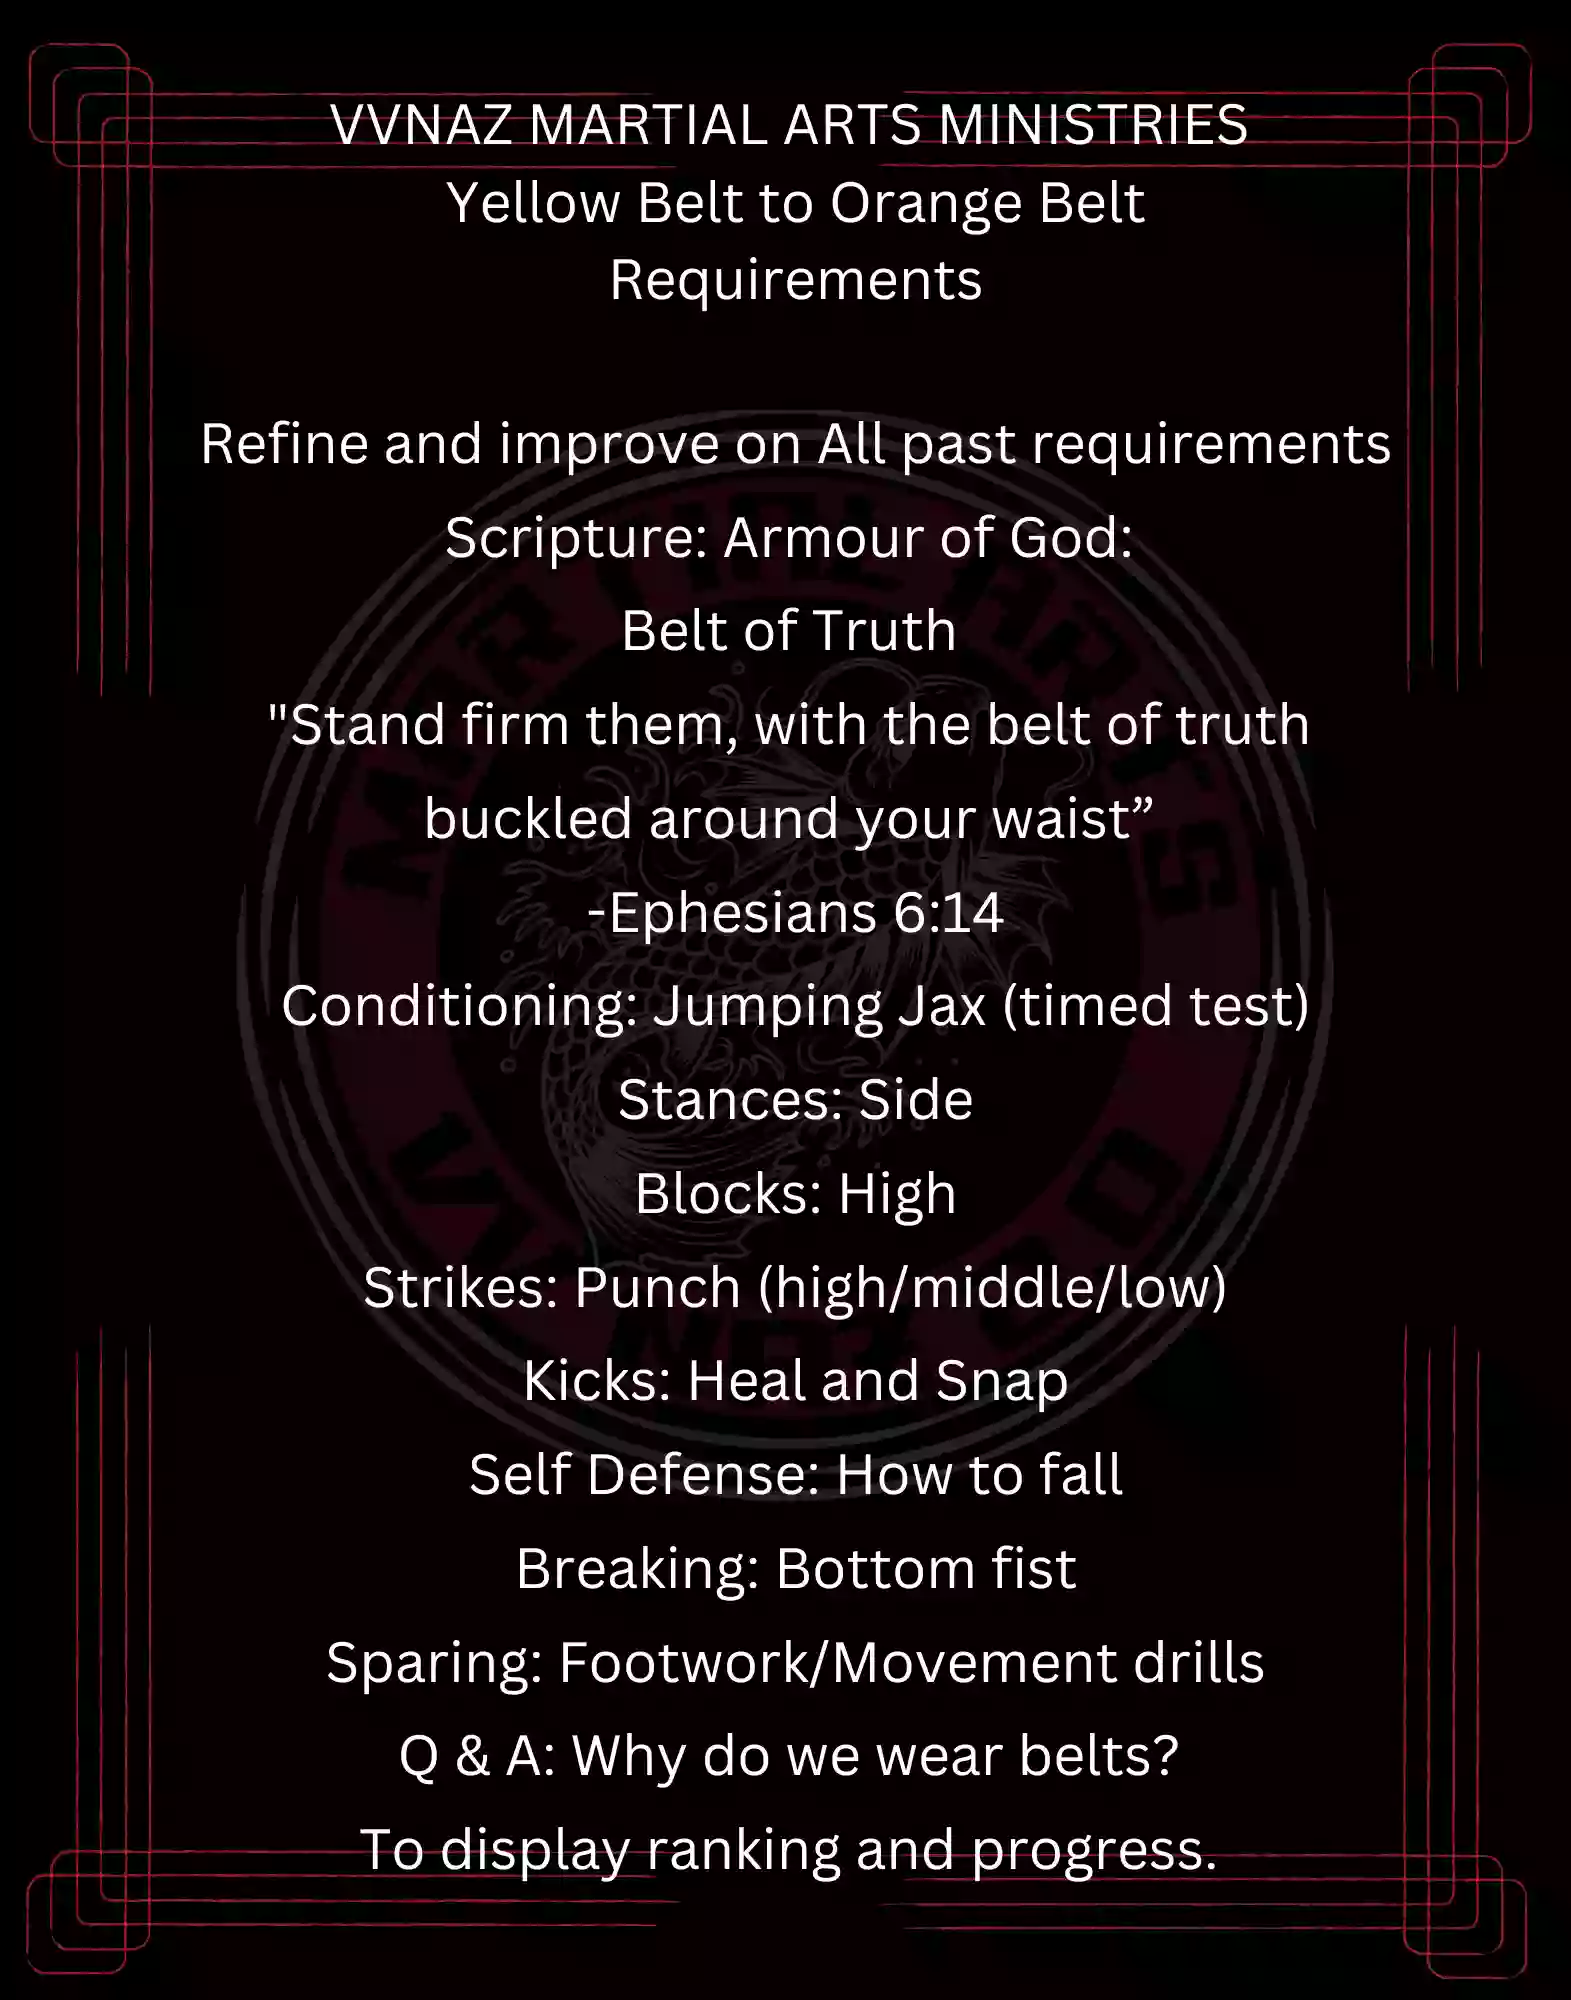 VVNAZ MARTIAL ARTS MINISTRIES
Yellow Belt to Orange Belt
Requirements
Refine and improve on All past requirements
Scripture: Armour of God:
Belt of Truth
"Stand firm them, with the belt of truth
buckled around your waist”
-Ephesians 6:14
Conditioning: Jumping Jax (timed test)
Stances: Side
Blocks: High
Strikes: Punch (high/middle/low)
Kicks: Heal and Snap
Self Defense: How to fall
Breaking: Bottom fist
Sparing: Footwork/Movement drills
Q & A: Why do we wear belts?
To display ranking and progress.
MARTIAL ARTS